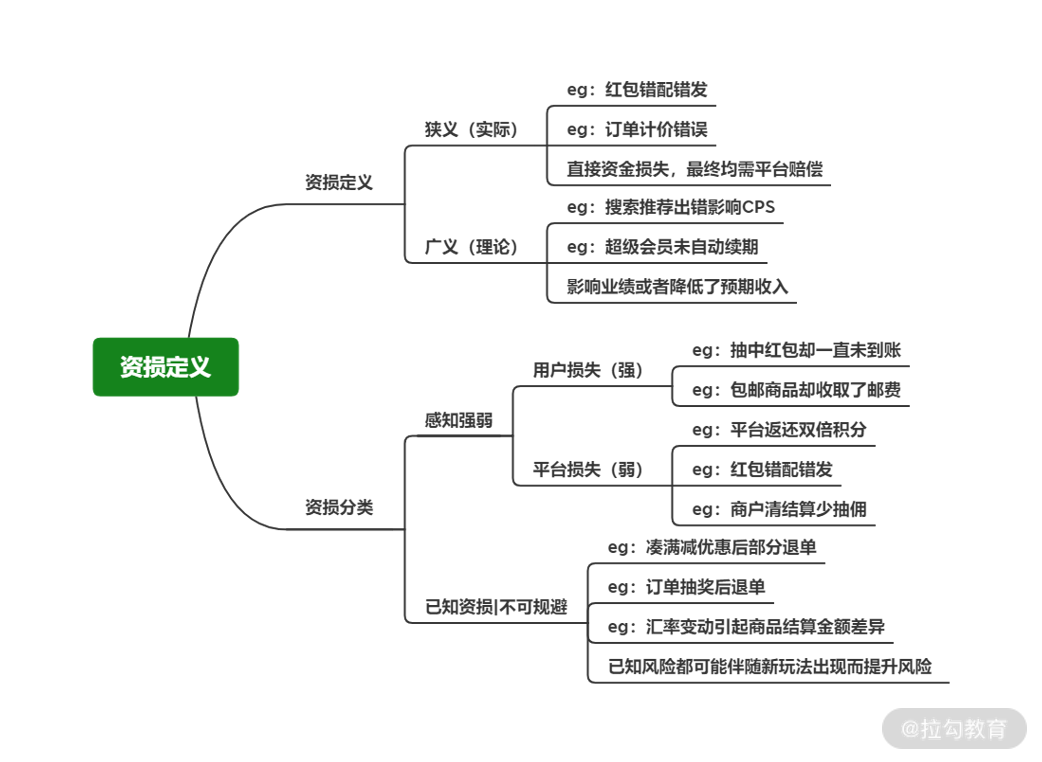 eg：红包错配错发
狭义（实际）
eg：订单计价错误
直接资金损失，最终均需平台赔偿
资损定义
eg：搜索推荐出错影响CPS
广义（理论）
eg：超级会员未自动续期
影响业绩或者降低了预期收入
资损定义
eg：抽中红包却一直未到账
用户损失（强）
eg：包邮商品却收取了邮费
感知强弱
eg：平台返还双倍积分
平台损失（弱）
eg：红包错配错发
eg：商户清结算少抽佣
资损分类
eg：凑满减优惠后部分退单
eg：订单抽奖后退单
已知资损|不可规避
eg：汇率变动引起商品结算金额差异
已知风险都可能伴随新玩法出现而提升风险
@拉勾教育